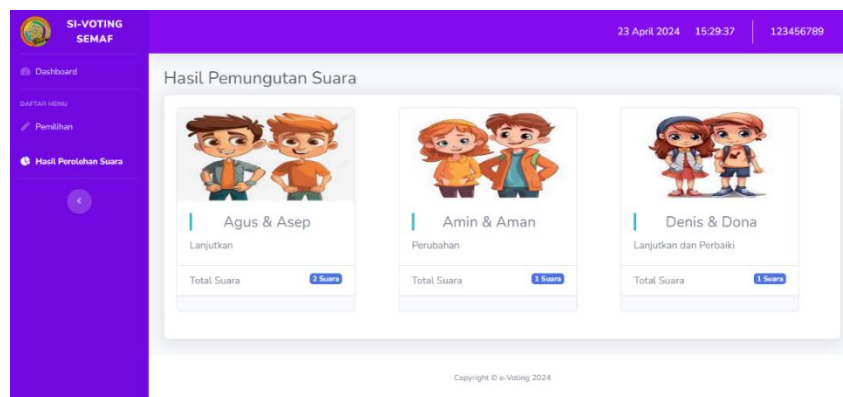 SI-VOTING
SEMAF
23 April 2024 15:29:37 123456789
Dashboard
DAFTAR MENU
Pemilihan
Hasil Perolehan Suara
Hasil Pemungutan Suara
Agus & Asep
Lanjutkan
Total Suara 2 Suara
Amin & Aman
Perubahan
Total Suara 1 Suara
Denis & Dona
Lanjutkan dan Perbaiki
Total Suara 1 Suara
Copyright © e-Voting 2024